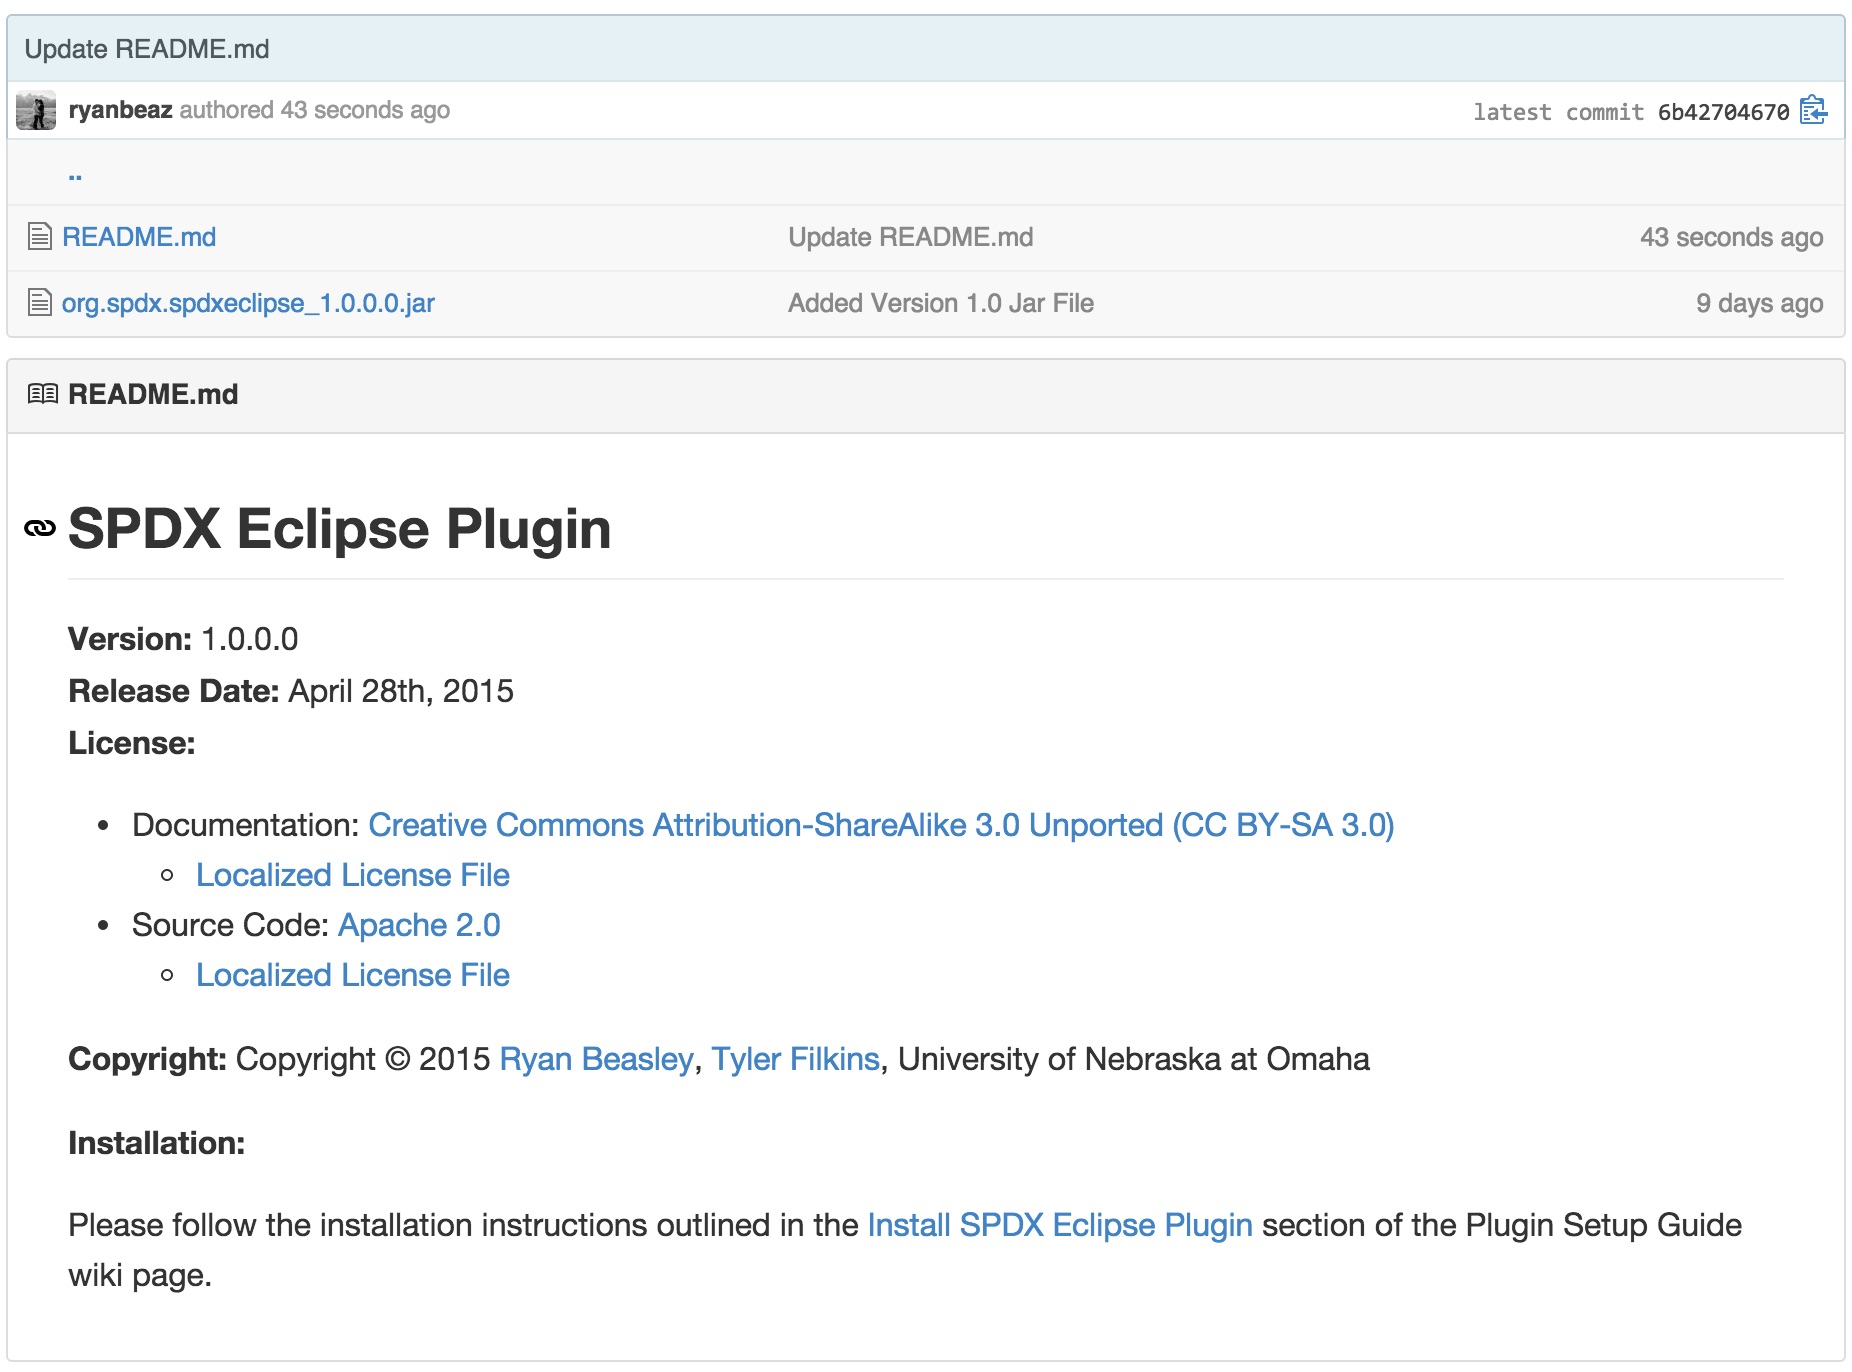 Update README.md
ryanbeaz authored 43 seconds ago latest commit 6b42704670
..
README.md Update README.md 43 seconds ago
org.spdx.spdxeclipse_1.0.0.0.jar Added Version 1.0 Jar File 9 days ago
README.md
SPDX Eclipse Plugin
Version: 1.0.0.0
Release Date: April 28th, 2015
License:
• Documentation: Creative Commons Attribution-ShareAlike 3.0 Unported (CC BY-SA 3.0)
○ Localized License File
• Source Code: Apache 2.0
○ Localized License File
Copyright: Copyright © 2015 Ryan Beasley, Tyler Filkins, University of Nebraska at Omaha
Installation:
Please follow the installation instructions outlined in the Install SPDX Eclipse Plugin section of the Plugin Setup Guide
wiki page.